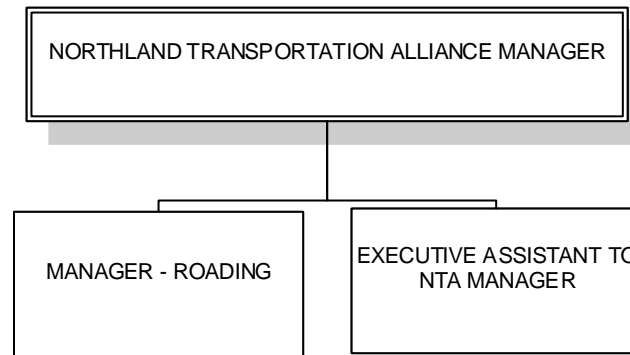 NORTHLAND TRANSPORTATION ALLIANCE MANAGER
MANAGER - ROADING
EXECUTIVE ASSISTANT TO
NTA MANAGER